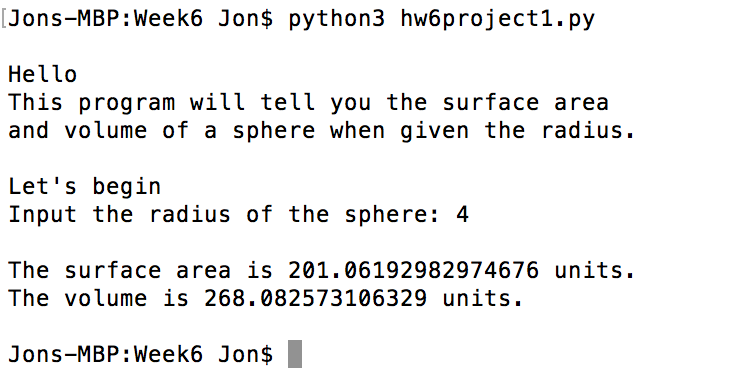 [Jons-MBP:Week6 Jon$ python3 hw6project1.py
Hello
This program will tell you the surface area
and volume of a sphere when given the radius.
Let's begin
Input the radius of the sphere: 4
The surface area is 201.06192982974676 units.
The volume is 268.082573106329 units.
Jons-MBP:Week6 Jon$